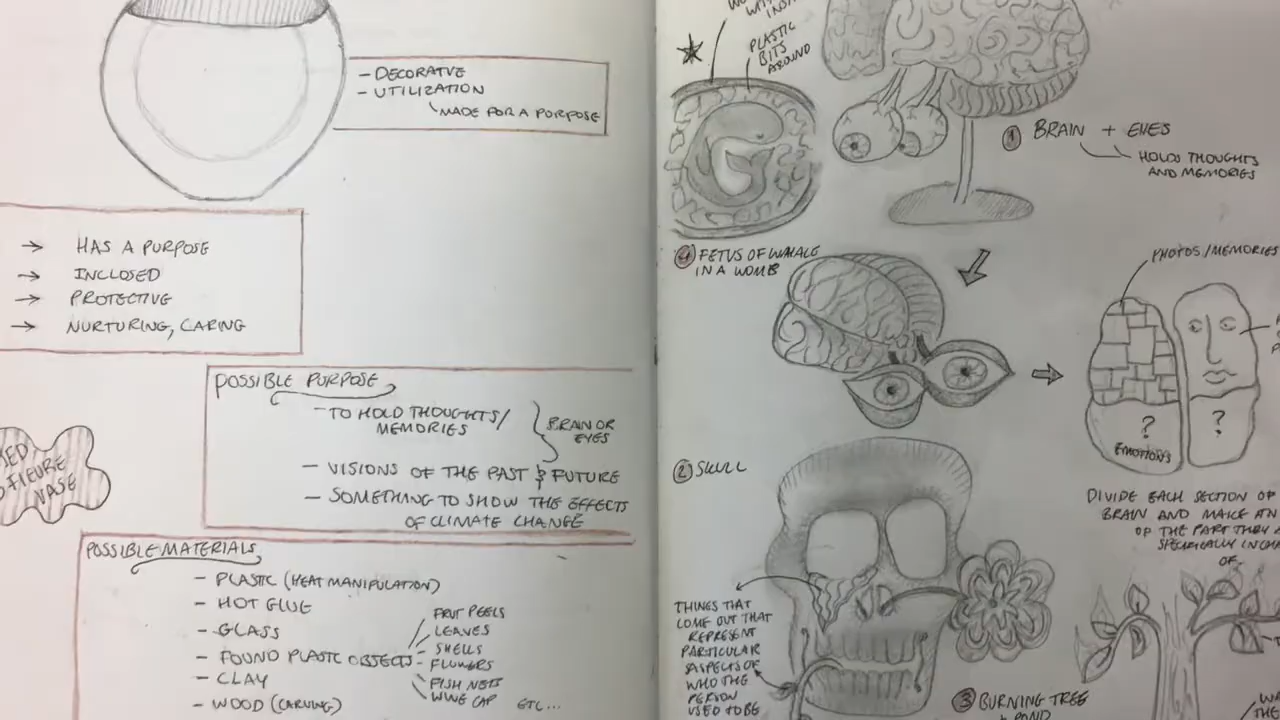 - DECORATIVE
- UTILIZATION
MADE FOR A PURPOSE
→ HAS A PURPOSE
→ INCLOSED
→ PROTECTIVE
→ NURTURING, CARING
POSSIBLE PURPOSE
- TO HOLD THOUGHTS/
MEMORIES
BRAIN OR
EYES
- VISIONS OF THE PAST & FUTURE
- SOMETHING TO SHOW THE EFFECTS
OF CLIMATE CHANGE
VASE
POSSIBLE MATERIALS
- PLASTIC (HEAT MANIPULATION)
- HOT GLUE
- GLASS
- FOUND PLASTIC OBJECTS
- CLAY
- WOOD (CARVING)
FRUT PEELS
LEAVES
SHELLS
FLOWERS
FISH NETS
WINE CAP ETC...
PLASTIC
BITS
AROUND
① BRAIN + EYES
HOLDS THOUGHTS
AND MEMORIES
④ FETUS OF WHALE
IN A WOMB
PHOTOS/MEMORIES
?
EMOTIONS
?
DIVIDE EACH SECTION OF
BRAIN AND MAKE AN
OF THE PART THEY
OF
② SKULL
THINGS THAT
COME OUT THAT
REPRESENT
PARTICULAR
ASPECTS OF
WHO THE
PERSON
USED TO BE
③ BURNING TREE
+ POND